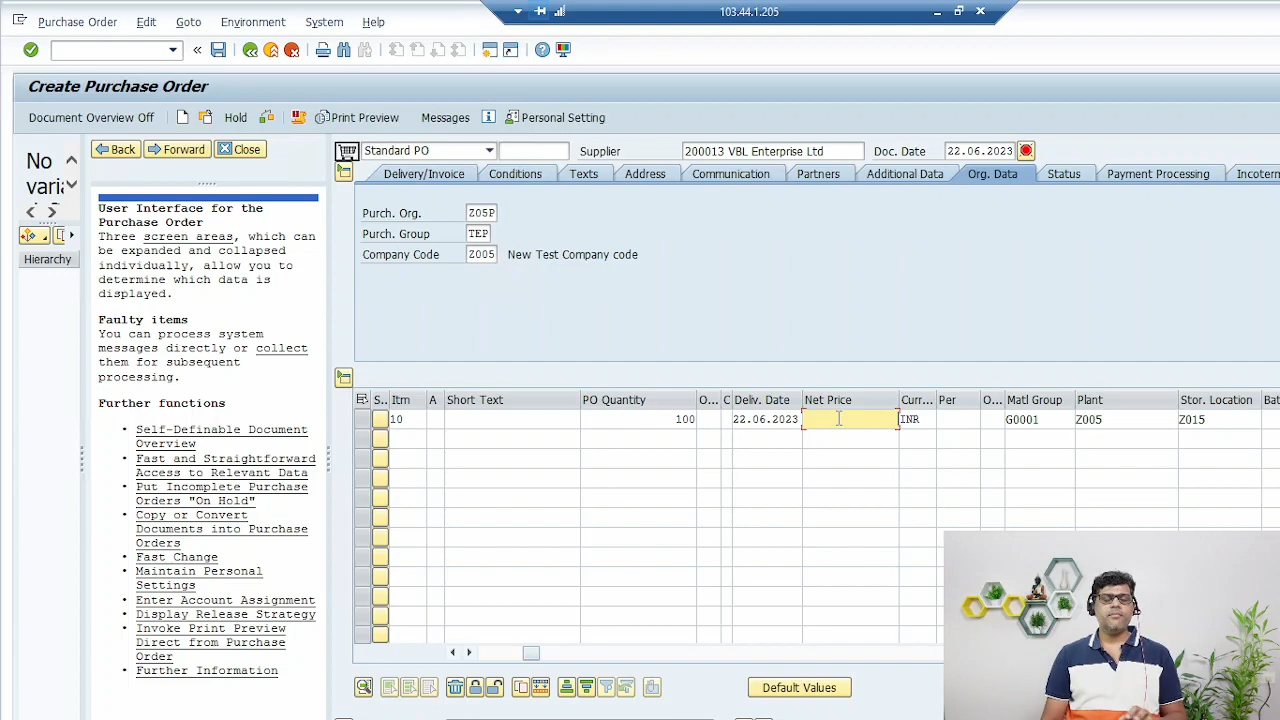 103.44.1.205
Purchase Order Edit Goto Environment System Help
Create Purchase Order
Document Overview Off Hold Print Preview Messages Personal Setting
No
Back Forward Close
Standard PO Supplier 200013 VBL Enterprise Ltd Doc. Date 22.06.2023
Delivery/Invoice Conditions Texts Address Communication Partners Additional Data Org. Data Status Payment Processing Incoterm
Hierarchy
User Interface for the
Purchase Order
Three screen areas, which can
be expanded and collapsed
individually, allow you to
determine which data is
displayed.
Faulty items
You can process system
messages directly or collect
them for subsequent
processing.
Further functions
• Self-Definable Document
Overview
• Fast and Straightforward
Access to Relevant Data
• Put Incomplete Purchase
Orders "On Hold"
• Copy or Convert
Documents into Purchase
Orders
• Fast Change
• Maintain Personal
Settings
• Enter Account Assignment
• Display Release Strategy
• Invoke Print Preview
Direct from Purchase
Order
• Further Information
Purch. Org. Z05P
Purch. Group TEP
Company Code Z005 New Test Company code
S.. Itm A Short Text PO Quantity O... C Deliv. Date Net Price Curr... Per O... Matl Group Plant Stor. Location Bat
10 100 22.06.2023 INR G0001 Z005 Z015
Default Values